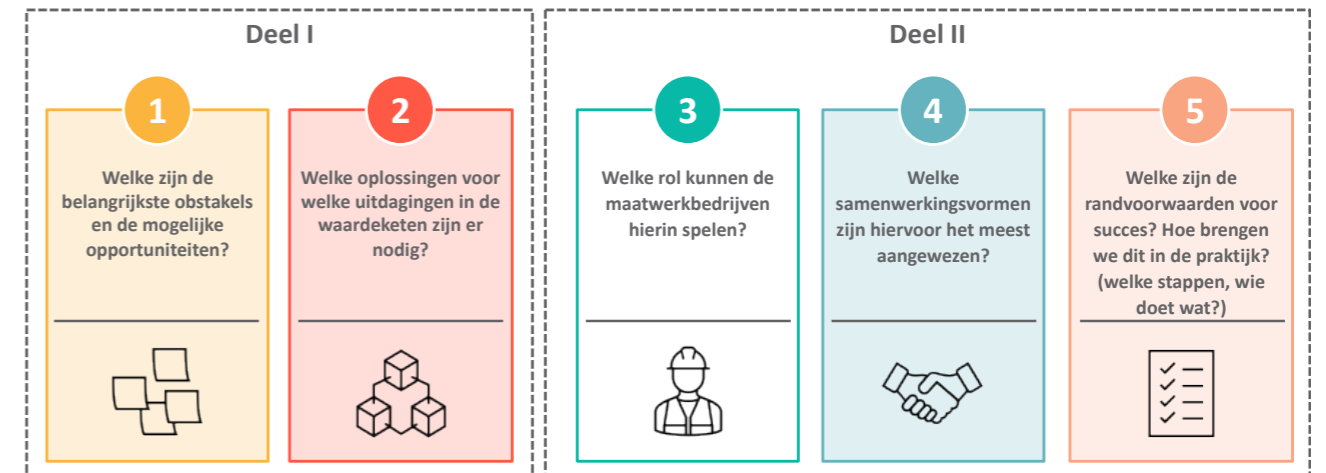 Deel I
1
Welke zijn de
belangrijkste obstakels
en de mogelijke
opportuniteiten?
2
Welke oplossingen voor
welke uitdagingen in de
waardeketen zijn er
nodig?
Deel II
3
Welke rol kunnen de
maatwerkbedrijven
hierin spelen?
4
Welke
samenwerkingsvormen
zijn hiervoor het meest
aangewezen?
5
Welke zijn de
randvoorwaarden voor
succes? Hoe brengen
we dit in de praktijk?
(welke stappen, wie
doet wat?)